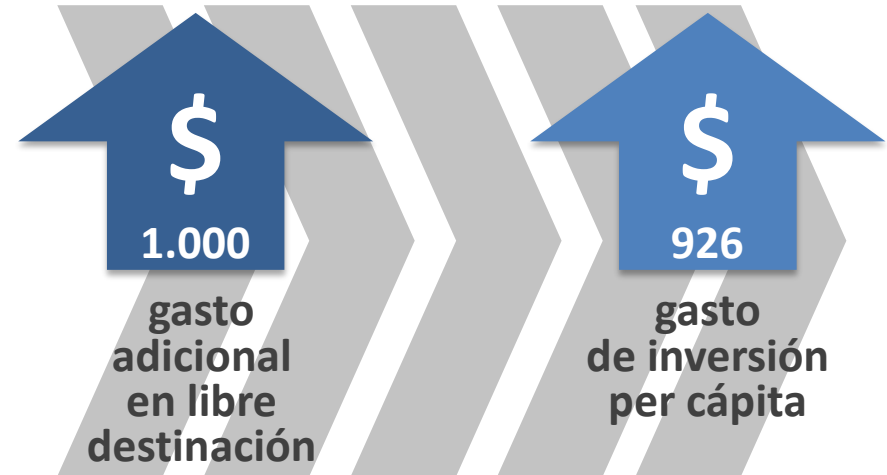 $
1.000
gasto
adicional
en libre
destinación
$
926
gasto
de inversión
per cápita